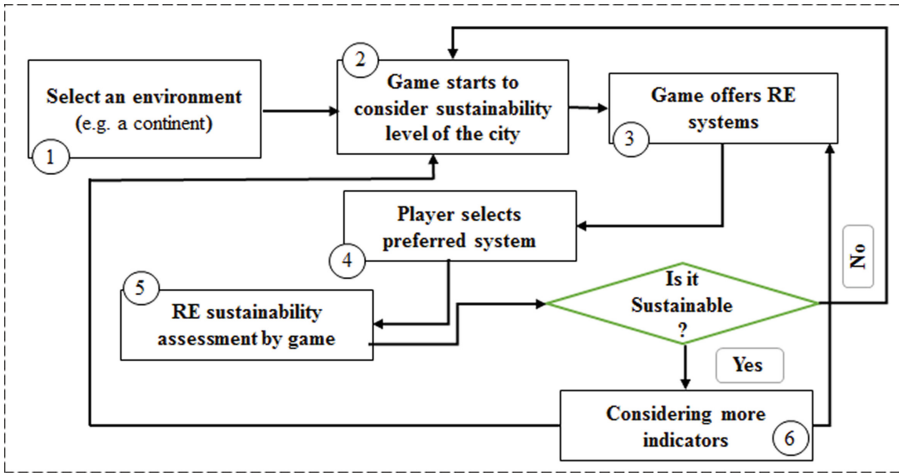 Select an environment
(e.g. a continent)
1
2
Game starts to
consider sustainability
level of the city
Game offers RE
systems
3
Player selects
preferred system
4
5
RE sustainability
assessment by game
Is it
Sustainable
?
No
Yes
Considering more
indicators
6